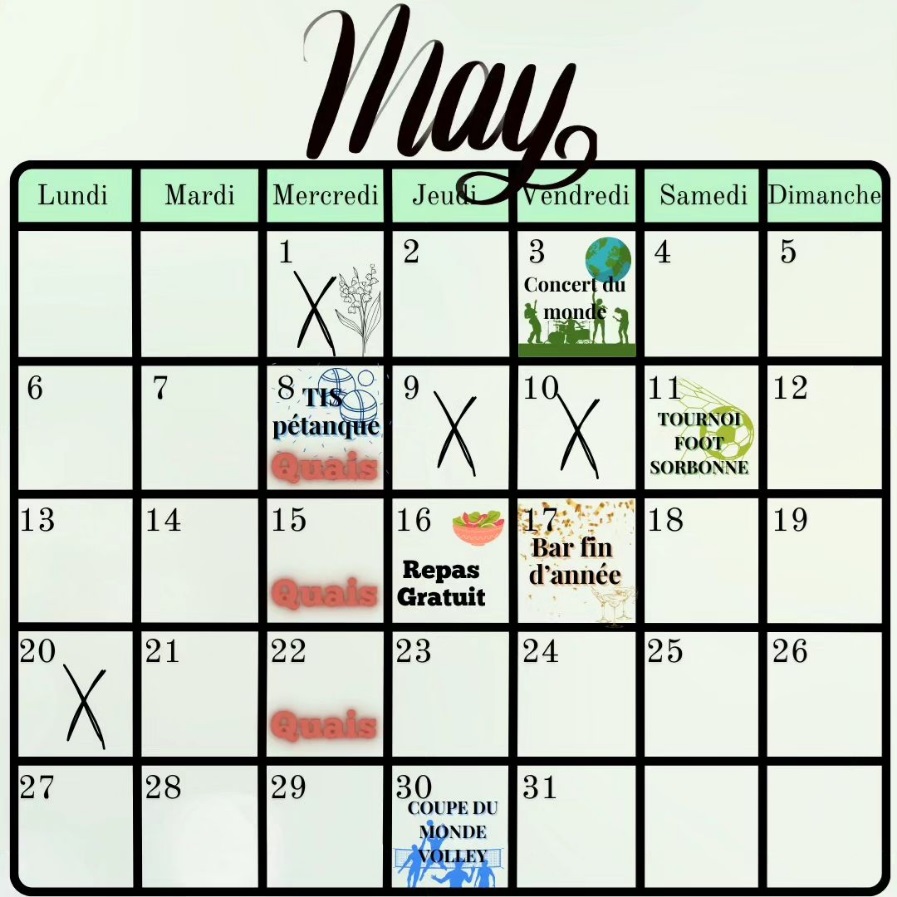 May
Lundi Mardi Mercredi Jeudi Vendredi Samedi Dimanche
1 2 3 4 5
X
Concert du
monde
6 7 8 9 10 11 12
TIS
pétanque
Quais
X X
TOURNOI
FOOT
SORBONNE
13 14 15 16 17 18 19
Quais
Repas
Gratuit
Bar fin
d'année
20 21 22 23 24 25 26
X
Quais
27 28 29 30 31
COUPE DU
MONDE
VOLLEY